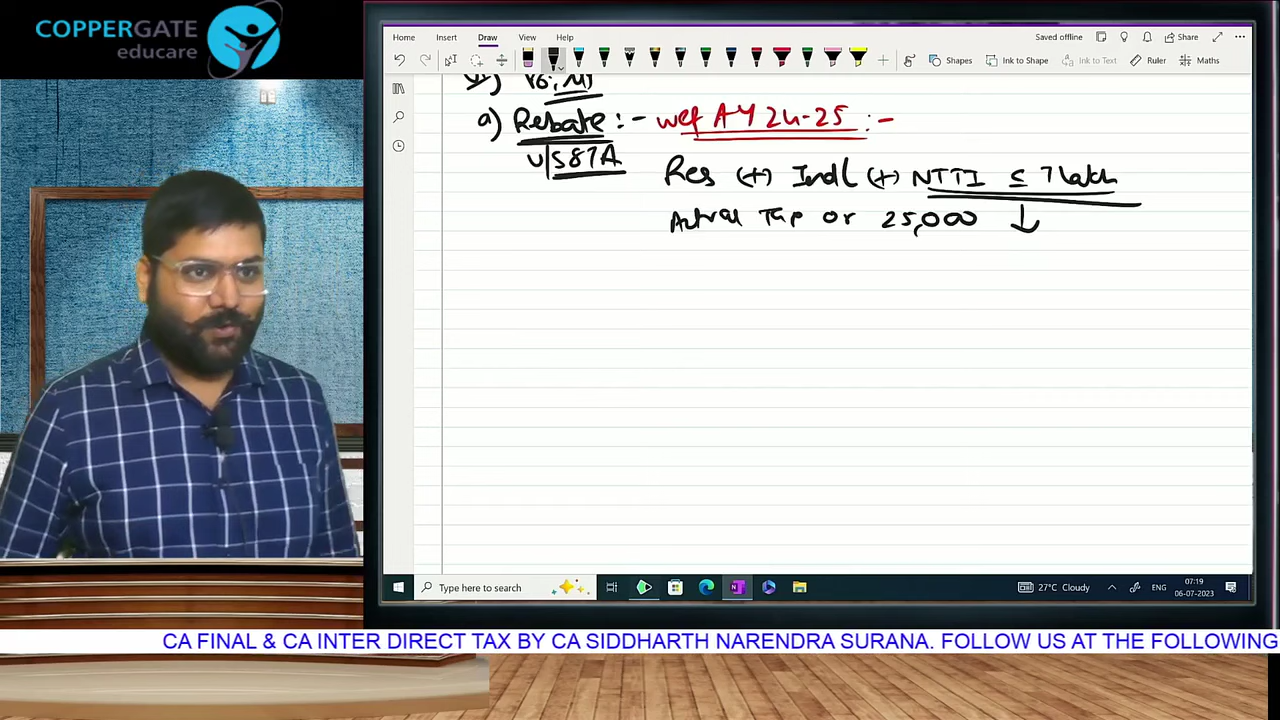 COPPERGATE
educare
Home Insert Draw View Help
Saved offline Share
Shapes Ink to Shape Ink to Text Ruler Maths
a) Rebate :- wef AY 24-25 :-
u/s87A
Res (+) Indl (+) NTTI ≤ 7 lakh
Actual Tax or 25,000 ↓
Type here to search
27°C Cloudy
ENG
07:19
06-07-2023
CA FINAL & CA INTER DIRECT TAX BY CA SIDDHARTH NARENDRA SURANA. FOLLOW US AT THE FOLLOWING